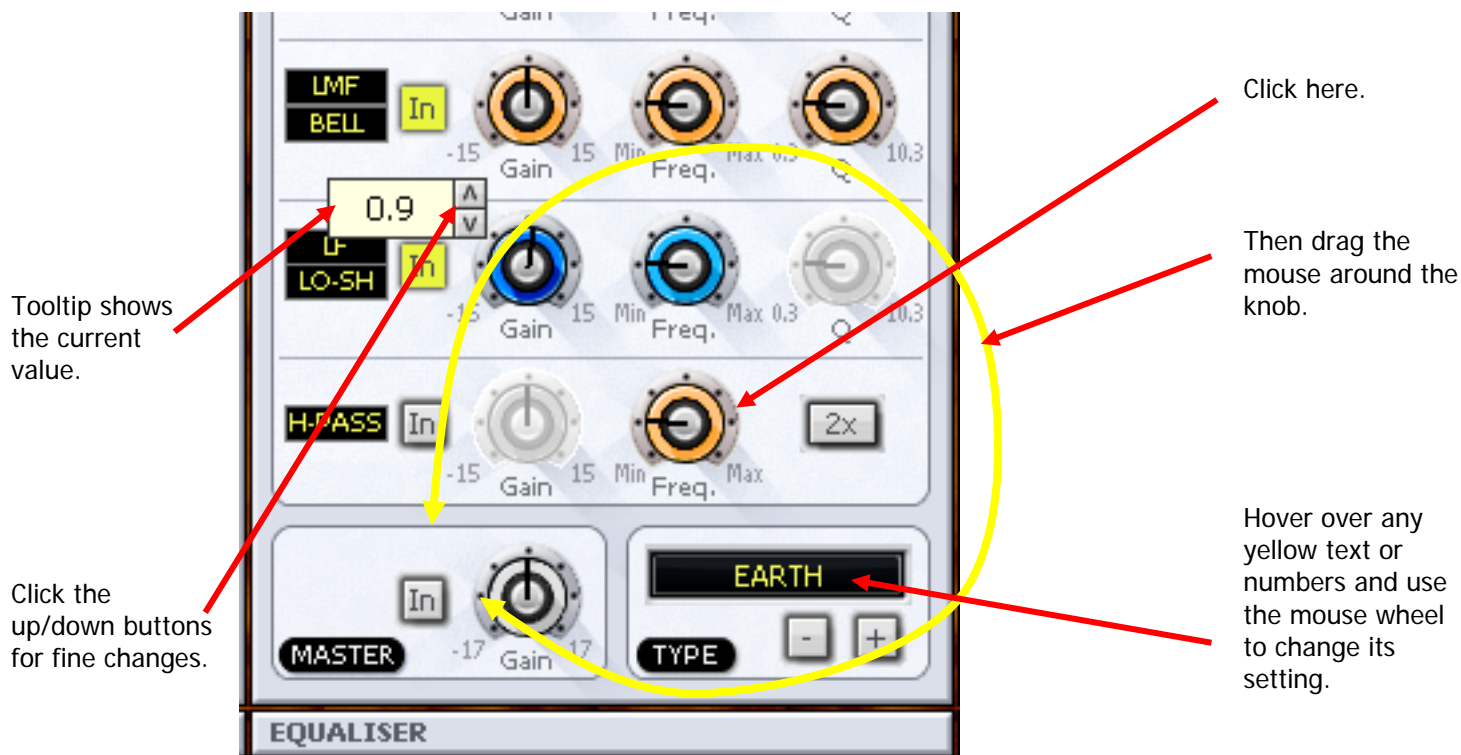 Gain Freq. Q
LMF
BELL
In
-15 15 Min Max 0.3 10.3
Gain Freq. Q
0.9
LF
LO-SH
In
-15 15 Min Max 0.3 10.3
Gain Freq. Q
H-PASS In 2x
-15 15 Min Max
Gain Freq.
EARTH
In
- +
MASTER -17 Gain 17 TYPE
EQUALISER
Tooltip shows
the current
value.
Click the
up/down buttons
for fine changes.
Click here.
Then drag the
mouse around the
knob.
Hover over any
yellow text or
numbers and use
the mouse wheel
to change its
setting.